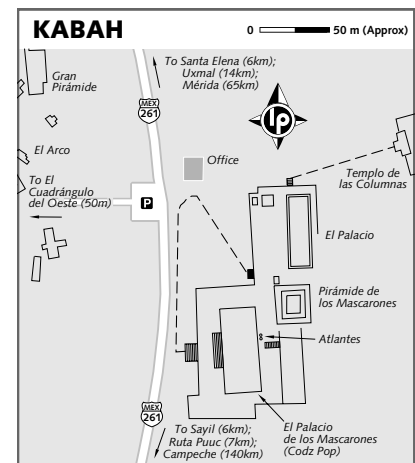 KABAH
0 50 m (Approx)
To Santa Elena (6km);
Uxmal (14km);
Mérida (65km)
Gran
Pirámide
MEX
261
lp
El Arco
Office
Templo de
las Columnas
To El
Cuadrángulo
del Oeste (50m)
P
El Palacio
Pirámide de
los Mascarones
Atlantes
MEX
261
To Sayil (6km);
Ruta Puuc (7km);
Campeche (140km)
El Palacio
de los Mascarones
(Codz Pop)